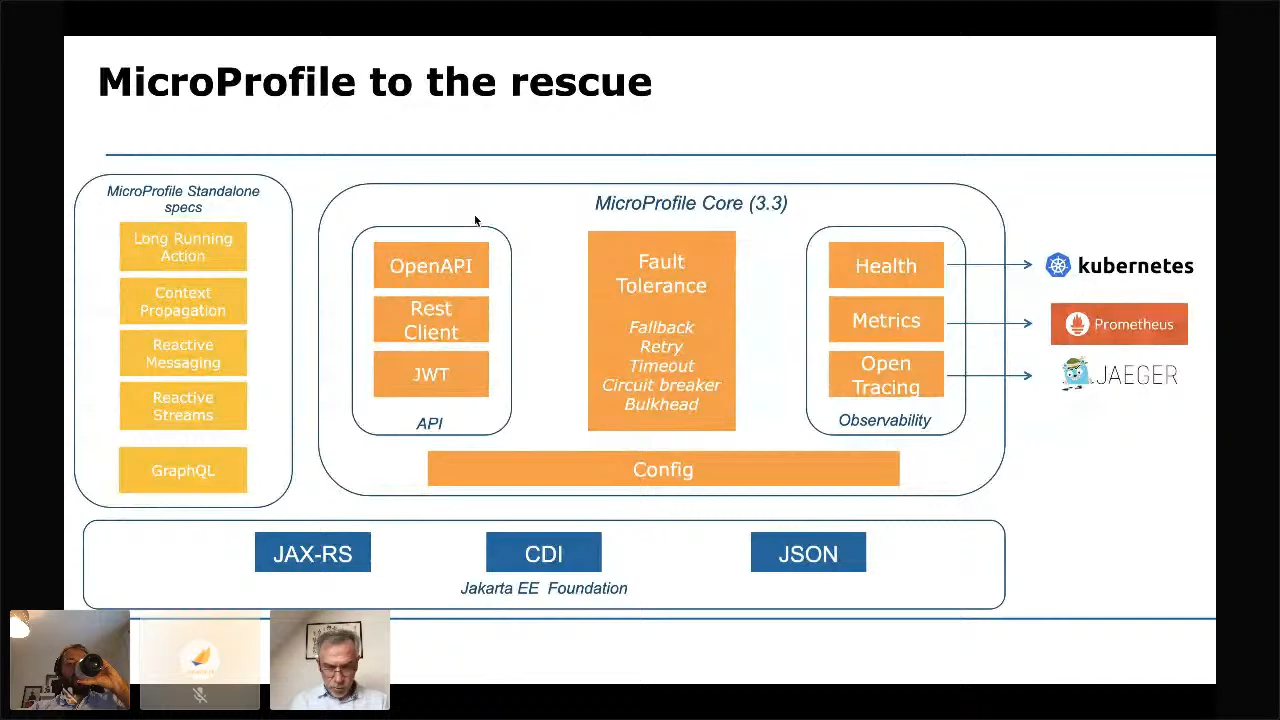 MicroProfile to the rescue
MicroProfile Standalone
specs
Long Running
Action
Context
Propagation
Reactive
Messaging
Reactive
Streams
GraphQL
MicroProfile Core (3.3)
OpenAPI
Rest
Client
JWT
API
Fault
Tolerance
Fallback
Retry
Timeout
Circuit breaker
Bulkhead
Health
Metrics
Open
Tracing
Observability
Config
kubernetes
Prometheus
JAEGER
JAX-RS
CDI
JSON
Jakarta EE Foundation